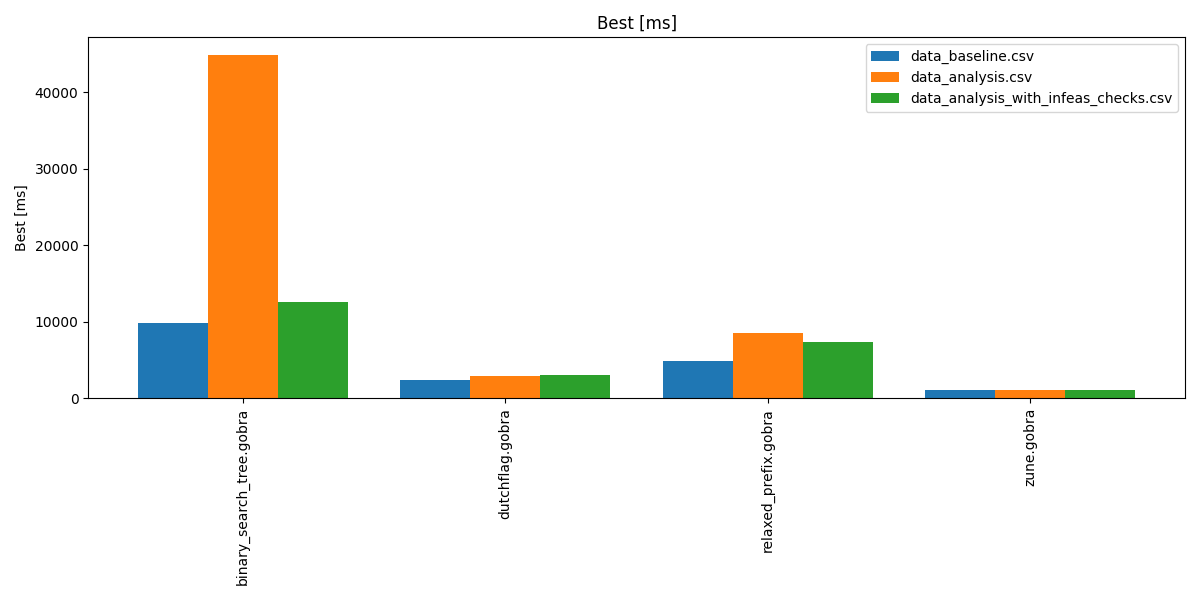 Best [ms]
data_baseline.csv
data_analysis.csv
data_analysis_with_infeas_checks.csv
Best [ms]
40000
30000
20000
10000
0
binary_search_tree.gobra
dutchflag.gobra
relaxed_prefix.gobra
zune.gobra